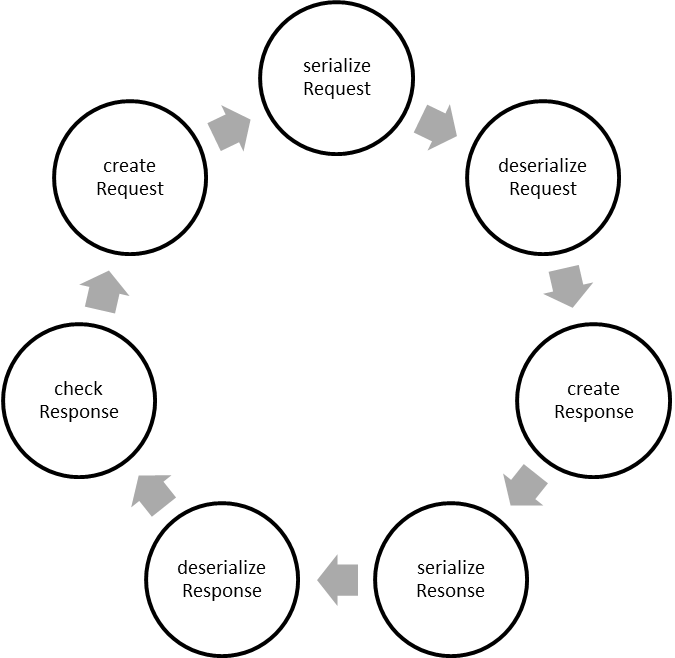 serialize
Request
deserialize
Request
create
Response
serialize
Resonse
deserialize
Response
check
Response
create
Request